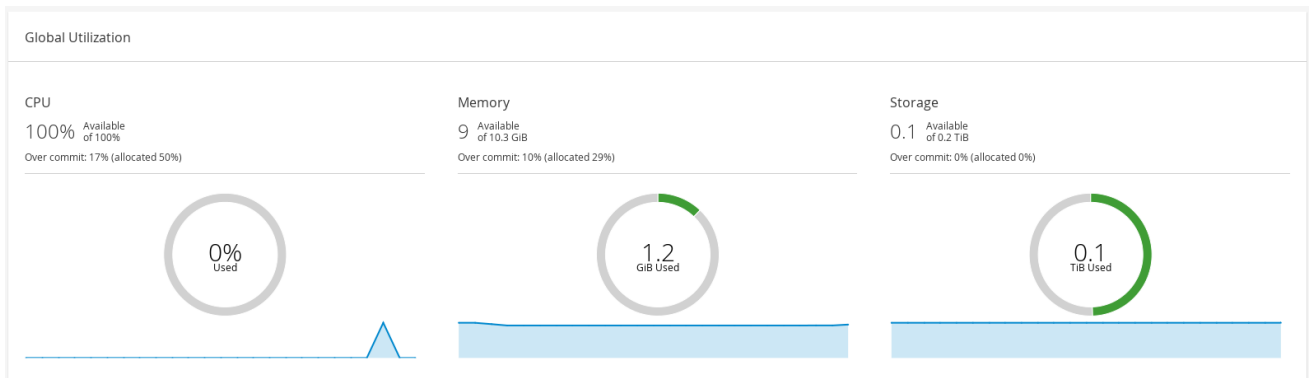 Global Utilization
CPU
100% Available
of 100%
Over commit: 17% (allocated 50%)
0%
Used
Memory
9 Available
of 10.3 GiB
Over commit: 10% (allocated 29%)
1.2
GiB Used
Storage
0.1 Available
of 0.2 TiB
Over commit: 0% (allocated 0%)
0.1
TiB Used